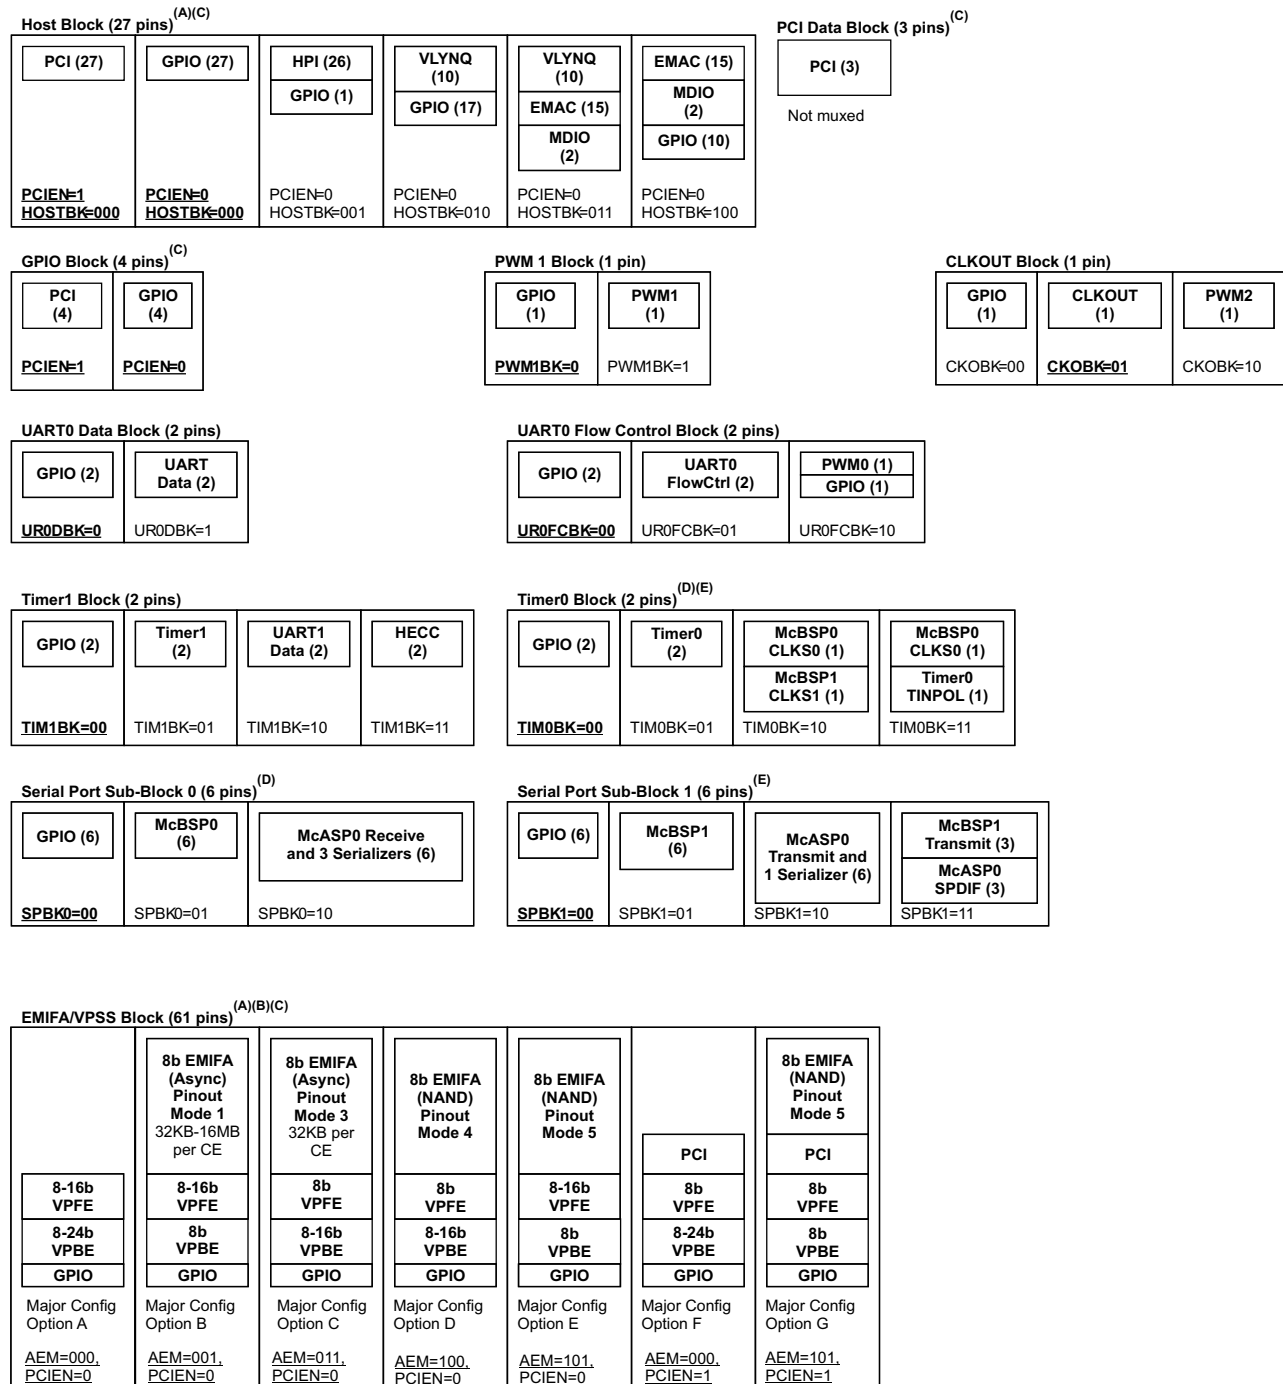 Host Block (27 pins)(A)(C)
PCI Data Block (3 pins)(C)
PCI (27)
GPIO (27)
HPI (26)
GPIO (1)
VLYNQ
(10)
GPIO (17)
VLYNQ
(10)
EMAC (15)
MDIO
(2)
EMAC (15)
MDIO
(2)
GPIO (10)
PCI (3)
Not muxed
PCIEN=1
HOSTBK=000
PCIEN=0
HOSTBK=000
PCIEN=0
HOSTBK=001
PCIEN=0
HOSTBK=010
PCIEN=0
HOSTBK=011
PCIEN=0
HOSTBK=100
GPIO Block (4 pins)(C)
PCI
(4)
GPIO
(4)
PCIEN=1
PCIEN=0
PWM 1 Block (1 pin)
GPIO
(1)
PWM1
(1)
PWM1BK=0
PWM1BK=1
CLKOUT Block (1 pin)
GPIO
(1)
CLKOUT
(1)
PWM2
(1)
CKOBK=00
CKOBK=01
CKOBK=10
UART0 Data Block (2 pins)
GPIO (2)
UART
Data (2)
UR0DBK=0
UR0DBK=1
UART0 Flow Control Block (2 pins)
GPIO (2)
UART0
FlowCtrl (2)
PWM0 (1)
GPIO (1)
UR0FCBK=00
UR0FCBK=01
UR0FCBK=10
Timer1 Block (2 pins)
GPIO (2)
Timer1
(2)
UART1
Data (2)
HECC
(2)
TIM1BK=00
TIM1BK=01
TIM1BK=10
TIM1BK=11
Timer0 Block (2 pins)(D)(E)
GPIO (2)
Timer0
(2)
McBSP0
CLKS0 (1)
McBSP1
CLKS1 (1)
McBSP0
CLKS0 (1)
Timer0
TINPOL (1)
TIM0BK=00
TIM0BK=01
TIM0BK=10
TIM0BK=11
Serial Port Sub-Block 0 (6 pins)(D)
GPIO (6)
McBSP0
(6)
McASP0 Receive
and 3 Serializers (6)
SPBK0=00
SPBK0=01
SPBK0=10
Serial Port Sub-Block 1 (6 pins)(E)
GPIO (6)
McBSP1
(6)
McASP0
Transmit and
1 Serializer (6)
McBSP1
Transmit (3)
McASP0
SPDIF (3)
SPBK1=00
SPBK1=01
SPBK1=10
SPBK1=11
EMIFA/VPSS Block (61 pins)(A)(B)(C)
8-16b
VPFE
8-24b
VPBE
GPIO
Major Config
Option A
AEM=000,
PCIEN=0
8b EMIFA
(Async)
Pinout
Mode 1
32KB-16MB
per CE
8-16b
VPFE
8b
VPBE
GPIO
Major Config
Option B
AEM=001,
PCIEN=0
8b EMIFA
(Async)
Pinout
Mode 3
32KB per
CE
8b
VPFE
8-16b
VPBE
GPIO
Major Config
Option C
AEM=011,
PCIEN=0
8b EMIFA
(NAND)
Pinout
Mode 4
8b
VPFE
8-16b
VPBE
GPIO
Major Config
Option D
AEM=100,
PCIEN=0
8b EMIFA
(NAND)
Pinout
Mode 5
8-16b
VPFE
8b
VPBE
GPIO
Major Config
Option E
AEM=101,
PCIEN=0
PCI
8b
VPFE
8-24b
VPBE
GPIO
Major Config
Option F
AEM=000,
PCIEN=1
8b EMIFA
(NAND)
Pinout
Mode 5
PCI
8b
VPFE
8b
VPBE
GPIO
Major Config
Option G
AEM=101,
PCIEN=1